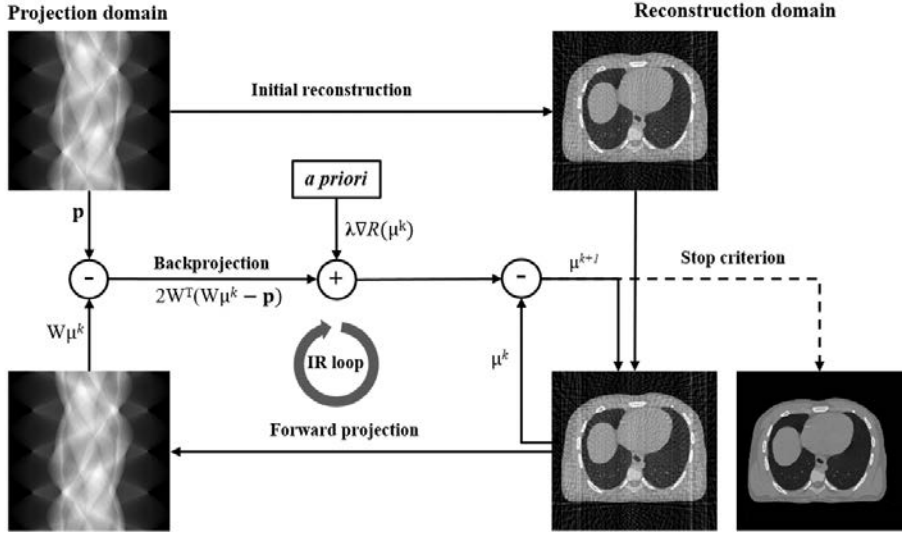 Projection domain
Reconstruction domain
Initial reconstruction
a priori
p
λ∇R(μᵏ)
-
Backprojection
+
-
μᵏ⁺¹
Stop criterion
2Wᵀ(Wμᵏ − p)
Wμᵏ
IR loop
μᵏ
Forward projection